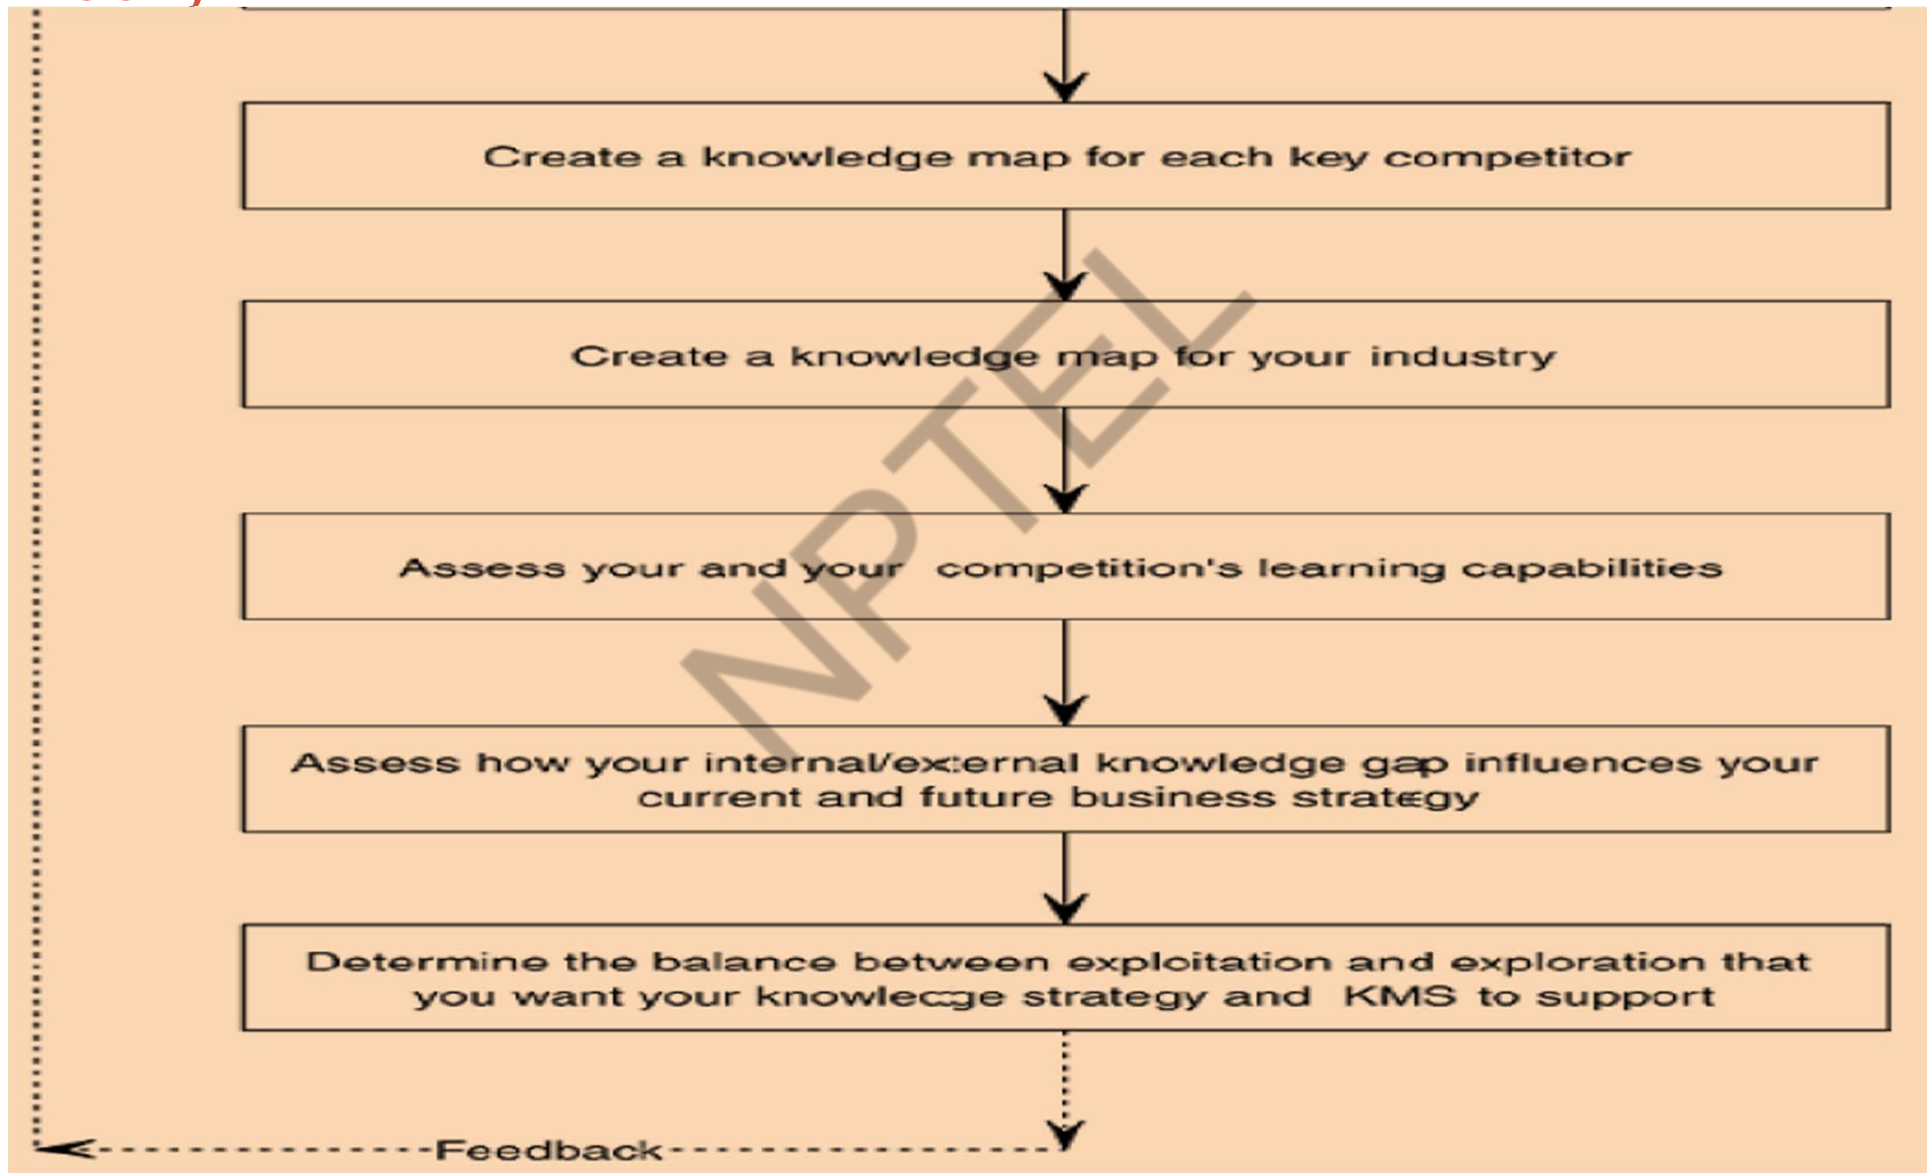 Create a knowledge map for each key competitor
Create a knowledge map for your industry
Assess your and your competition's learning capabilities
Assess how your internal/external knowledge gap influences your
current and future business strategy
Determine the balance between exploitation and exploration that
you want your knowledge strategy and KMS to support
Feedback
NPTEL